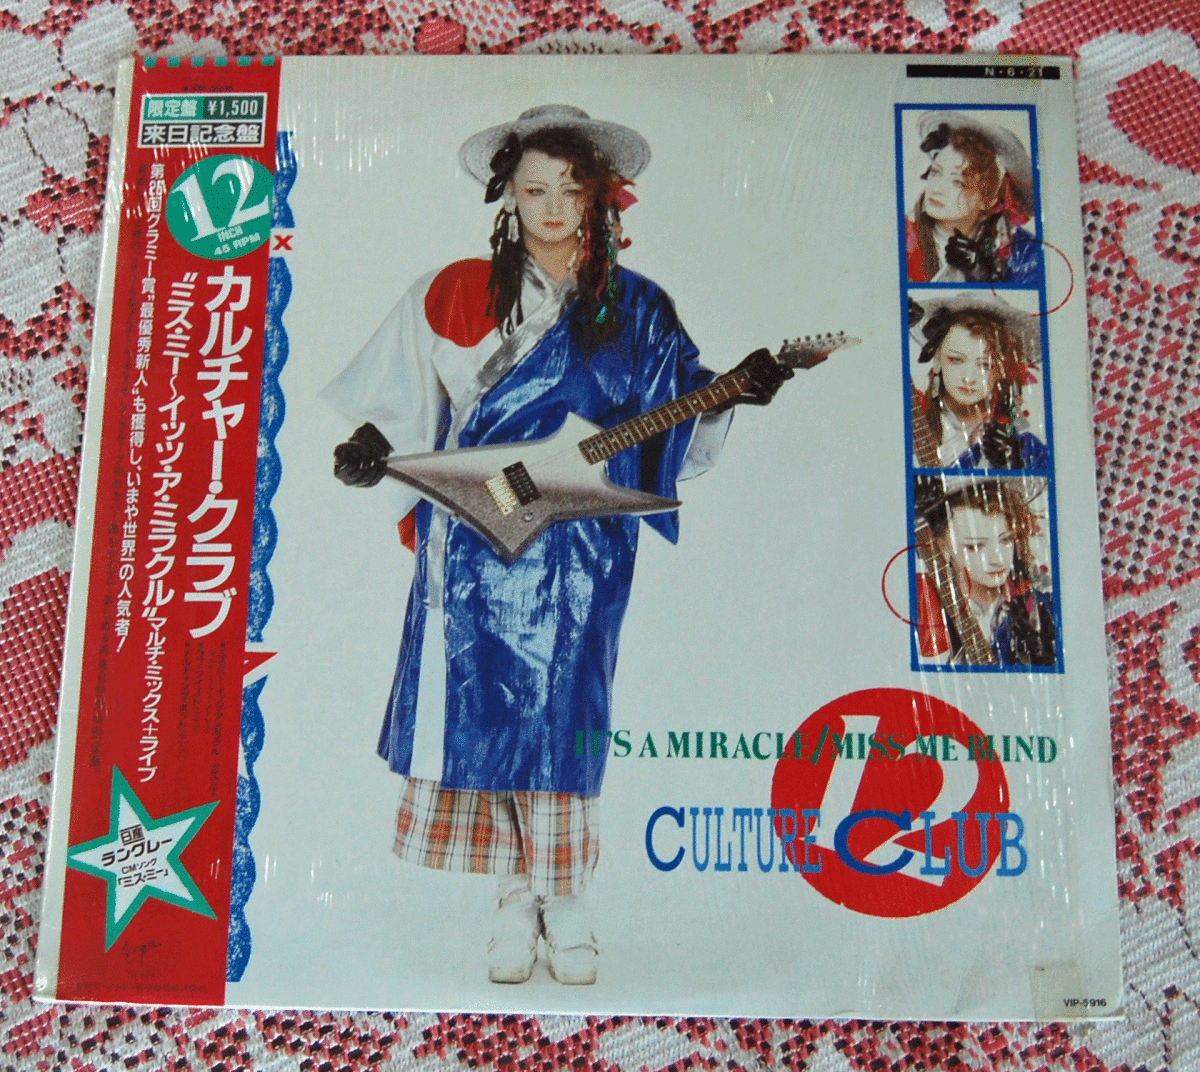 限定盤 ¥1,500
来日記念盤
12
INCH
45 RPM
カルチャー・クラブ
"ミス・ミー〜イッツ・ア・ミラクル"マルチ・ミックス+ライブ
第26回グラミー賞"最優秀新人"も獲得し、いまや世界一の人気者!
日産
ラングレー
CMソング
「ミス・ミー」
Virgin
X
N・6・21
12
IT'S A MIRACLE/MISS ME BLIND
CULTURE CLUB
VIP-5916